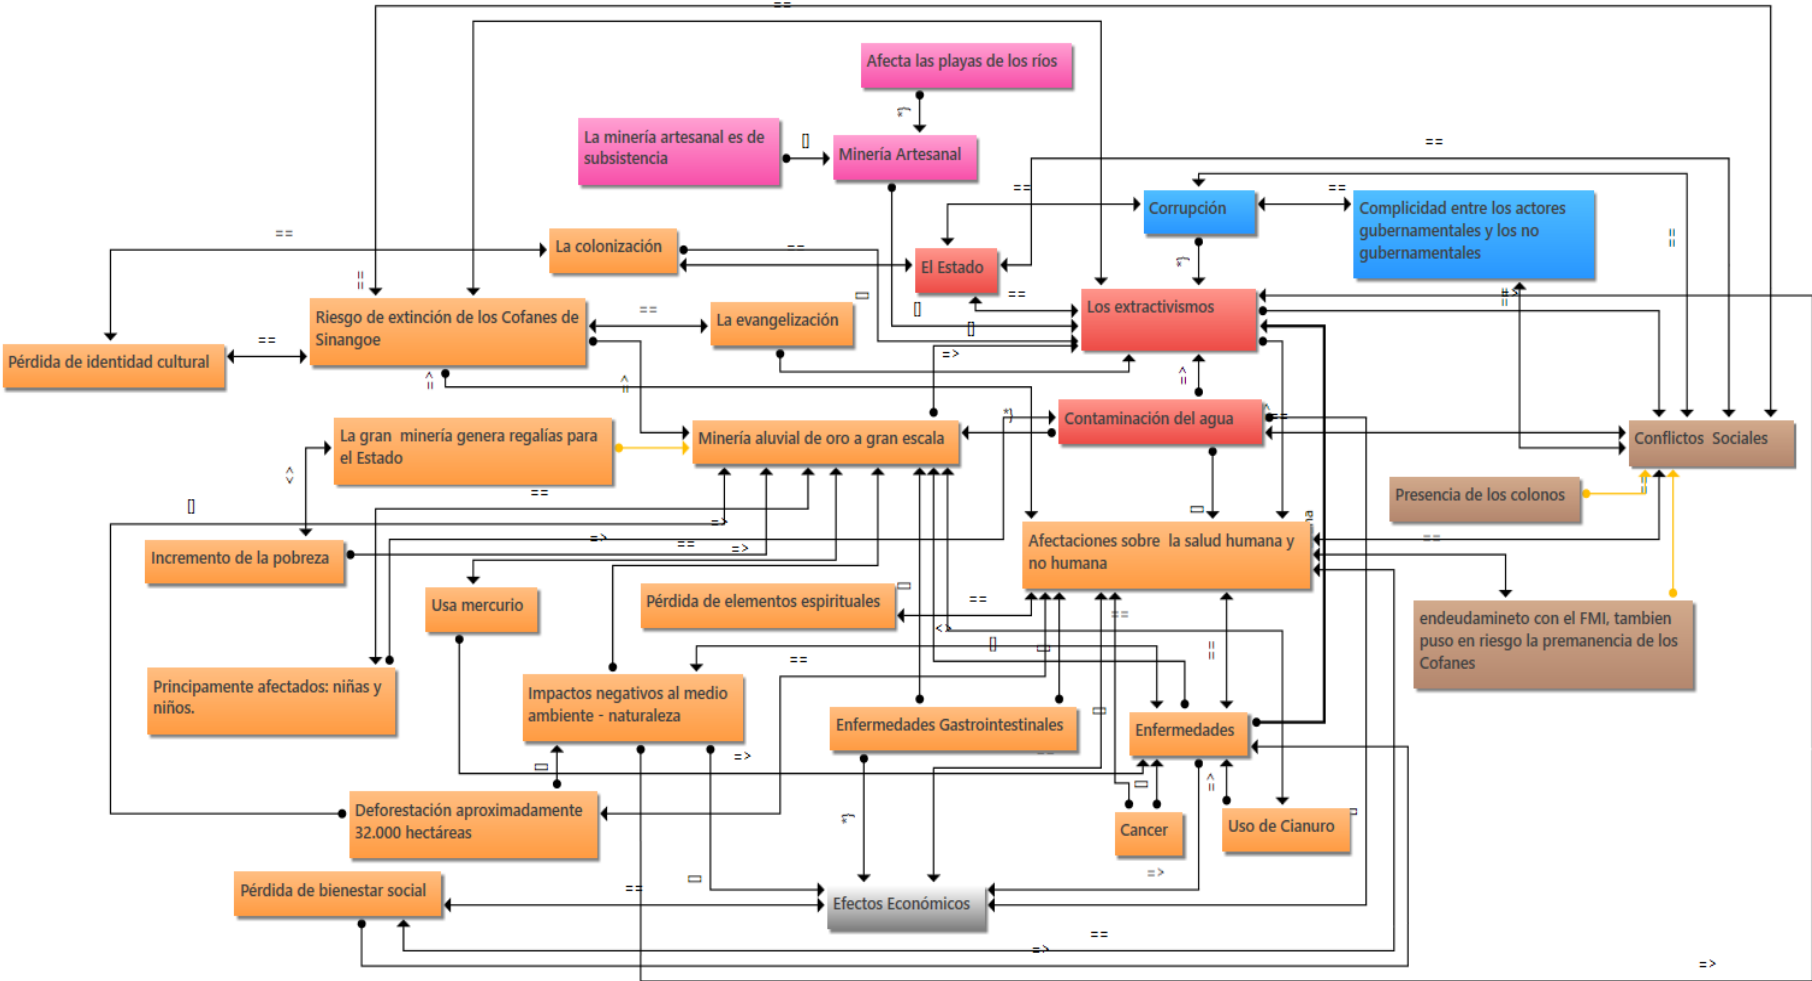 ==
Afecta las playas de los ríos
*}
La minería artesanal es de
subsistencia
[]
Minería Artesanal
==
==
==
Corrupción
Complicidad entre los actores
gubernamentales y los no
gubernamentales
==
==
La colonización
==
El Estado
*}
==
[]
==
[]
=>
Los extractivismos
Riesgo de extinción de los Cofanes de
Sinangoe
==
La evangelización
[]
==
Pérdida de identidad cultural
=>
=>
=>
=>
La gran  minería genera regalías para
el Estado
Minería aluvial de oro a gran escala
*}
Contaminación del agua
==
Conflictos  Sociales
<>
Presencia de los colonos
==
==
[]
=>
[]
Incremento de la pobreza
=>
==
=>
Afectaciones sobre  la salud humana y
no humana
==
Usa mercurio
Pérdida de elementos espirituales
[]
==
==
endeudamineto con el FMI, tambien
puso en riesgo la premanencia de los
Cofanes
<>
[]
[]
==
==
Principamente afectados: niñas y
niños.
Impactos negativos al medio
ambiente - naturaleza
Enfermedades Gastrointestinales
[]
Enfermedades
=>
==
[]
[]
=>
Deforestación aproximadamente
32.000 hectáreas
*}
Cancer
Uso de Cianuro
[]
=>
Pérdida de bienestar social
==
[]
Efectos Económicos
==
=>
=>